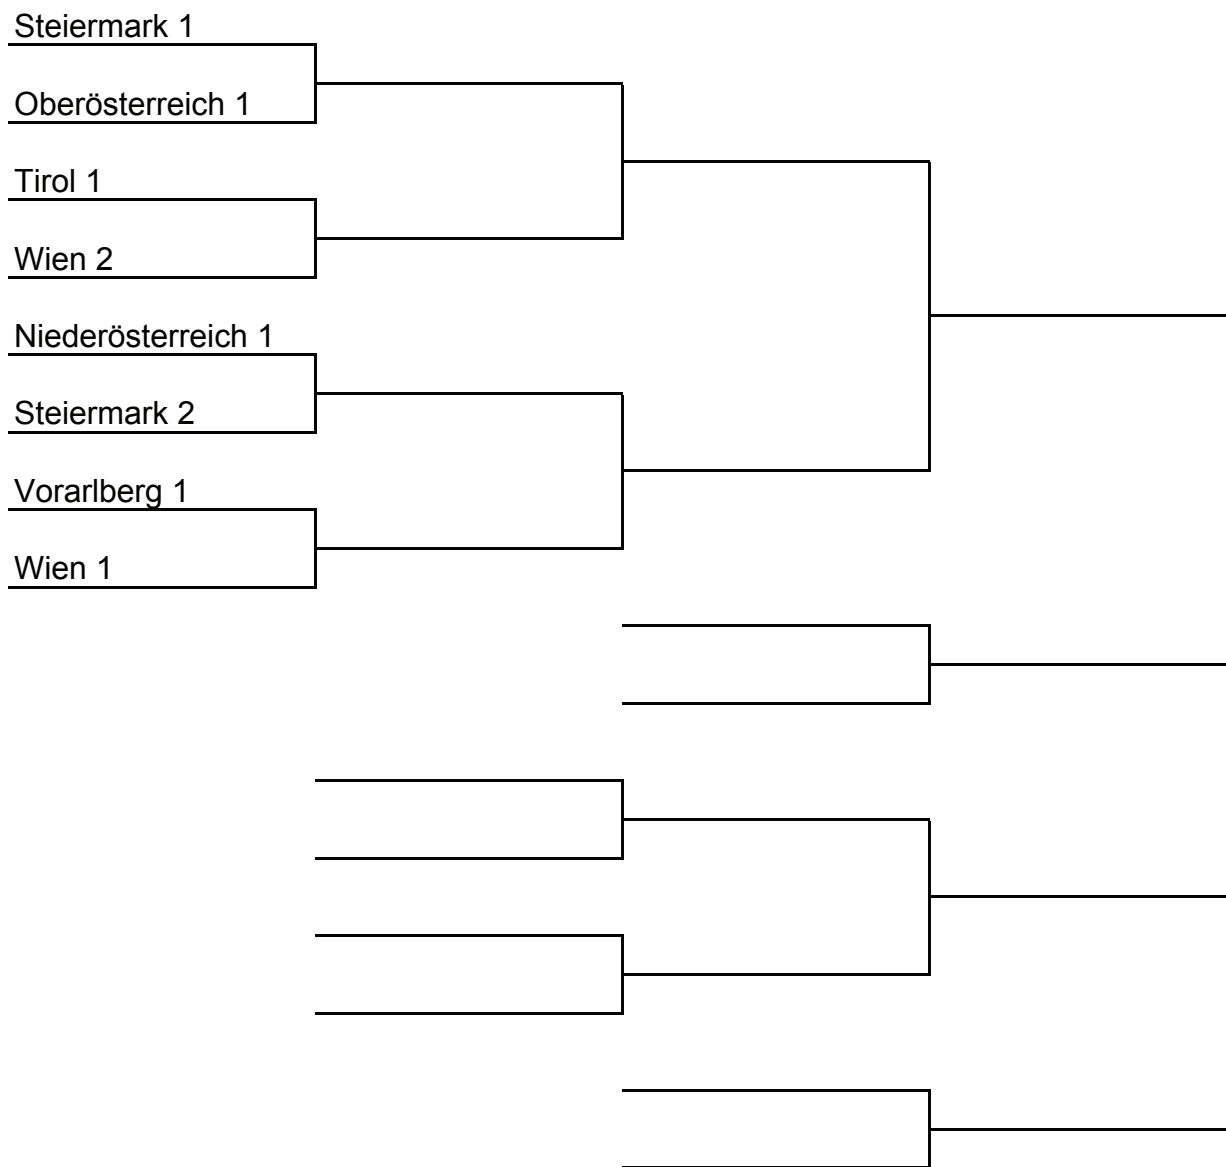 Steiermark 1
Oberösterreich 1
Tirol 1
Wien 2
Niederösterreich 1
Steiermark 2
Vorarlberg 1
Wien 1